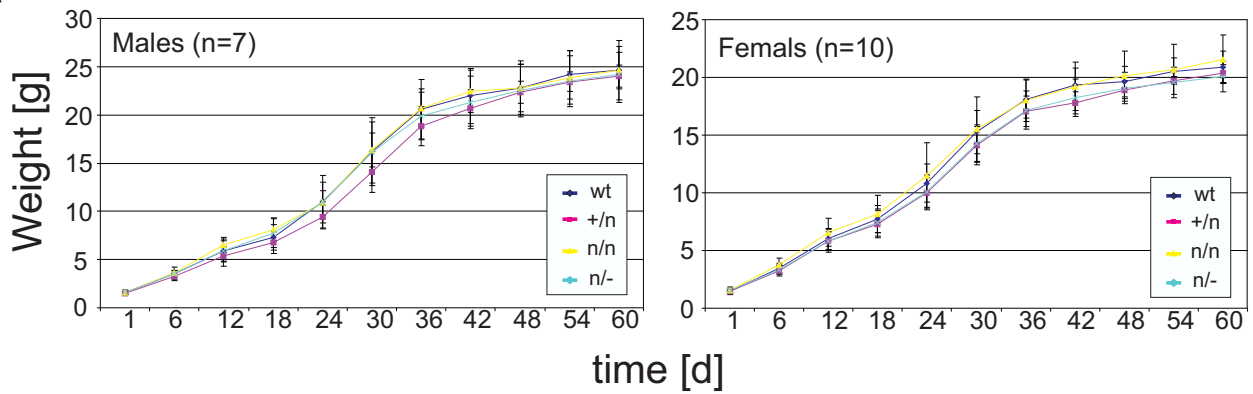 Males (n=7)
30
25
20
15
10
5
0
Weight [g]
wt
+/n
n/n
n/-
1 6 12 18 24 30 36 42 48 54 60
Femals (n=10)
25
20
15
10
5
0
wt
+/n
n/n
n/-
1 6 12 18 24 30 36 42 48 54 60
time [d]